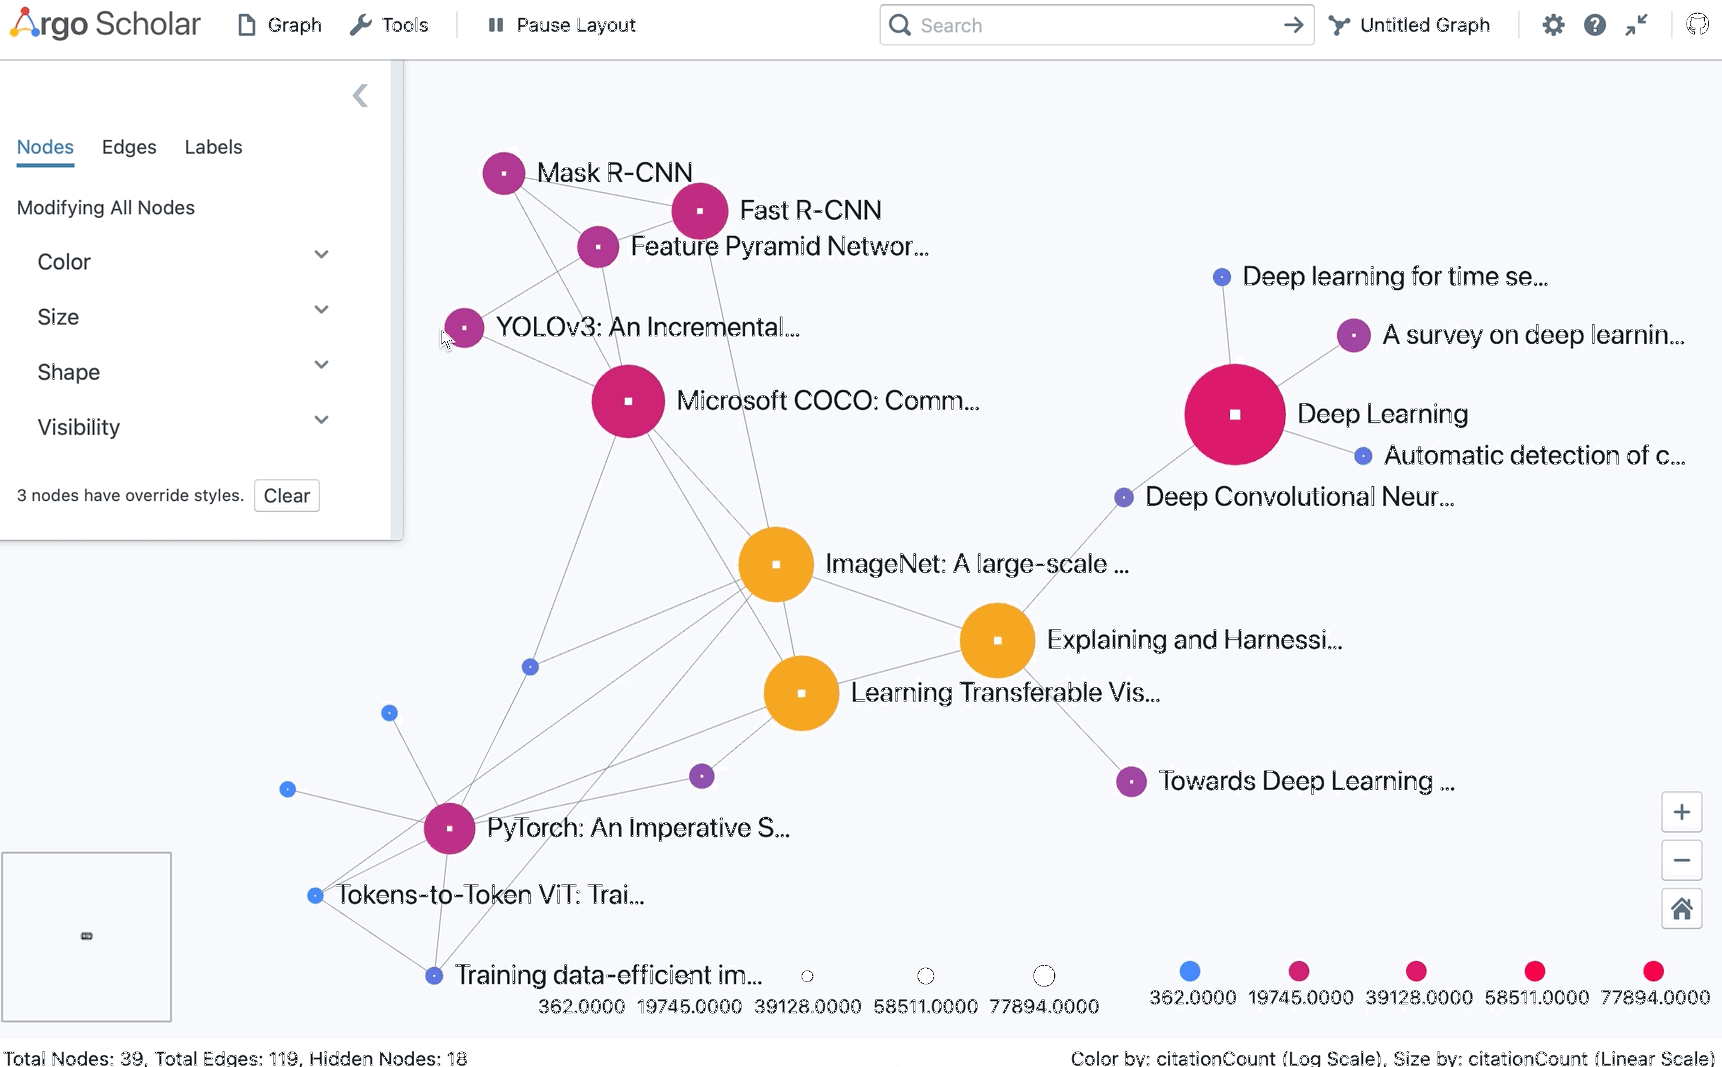 Argo Scholar
Graph
Tools
Pause Layout
Search
Untitled Graph
Nodes
Edges
Labels
Modifying All Nodes
Color
Size
Shape
Visibility
3 nodes have override styles.
Clear
Mask R-CNN
Fast R-CNN
Feature Pyramid Networ...
YOLOv3: An Incremental...
Microsoft COCO: Comm...
Deep learning for time se...
A survey on deep learnin...
Deep Learning
Automatic detection of c...
Deep Convolutional Neur...
ImageNet: A large-scale ...
Explaining and Harnessi...
Learning Transferable Vis...
Towards Deep Learning ...
PyTorch: An Imperative S...
Tokens-to-Token ViT: Trai...
Training data-efficient im...
362.0000 19745.0000 39128.0000 58511.0000 77894.0000
362.0000 19745.0000 39128.0000 58511.0000 77894.0000
Total Nodes: 39, Total Edges: 119, Hidden Nodes: 18
Color by: citationCount (Log Scale), Size by: citationCount (Linear Scale)